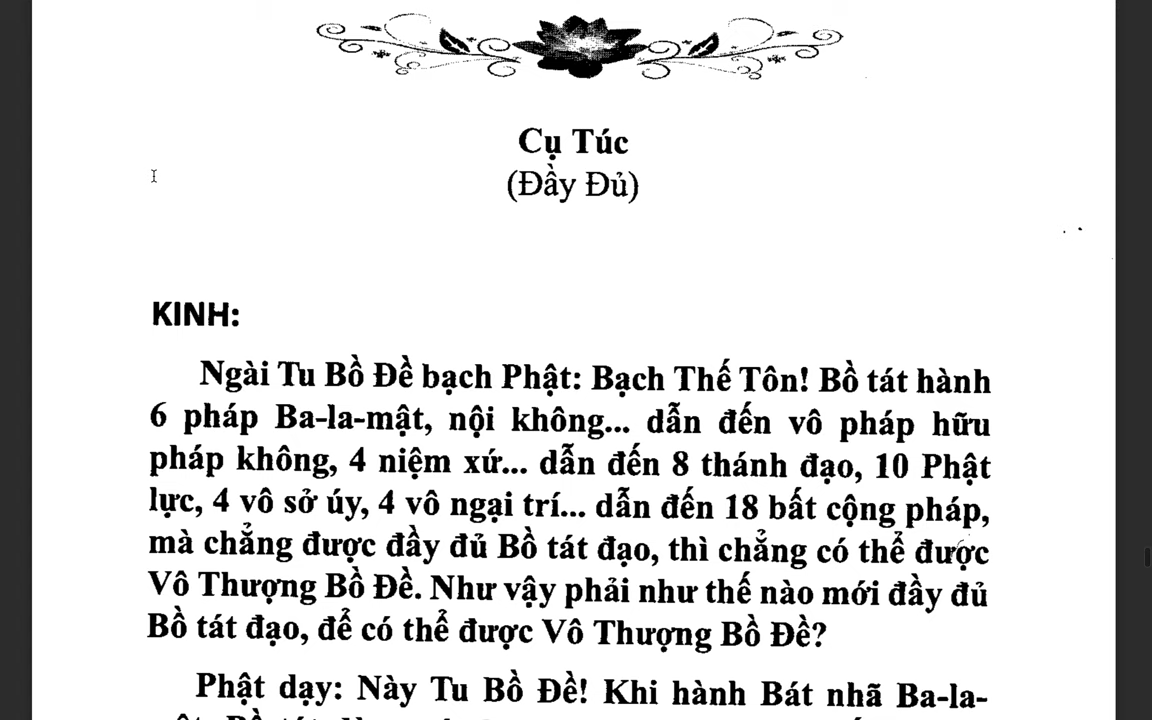 Cụ Túc
(Đầy Đủ)
KINH:
Ngài Tu Bồ Đề bạch Phật: Bạch Thế Tôn! Bồ tát hành
6 pháp Ba-la-mật, nội không... dẫn đến vô pháp hữu
pháp không, 4 niệm xứ... dẫn đến 8 thánh đạo, 10 Phật
lực, 4 vô sở úy, 4 vô ngại trí... dẫn đến 18 bất cộng pháp,
mà chẳng được đầy đủ Bồ tát đạo, thì chẳng có thể được
Vô Thượng Bồ Đề. Như vậy phải như thế nào mới đầy đủ
Bồ tát đạo, để có thể được Vô Thượng Bồ Đề?
Phật dạy: Này Tu Bồ Đề! Khi hành Bát nhã Ba-la-